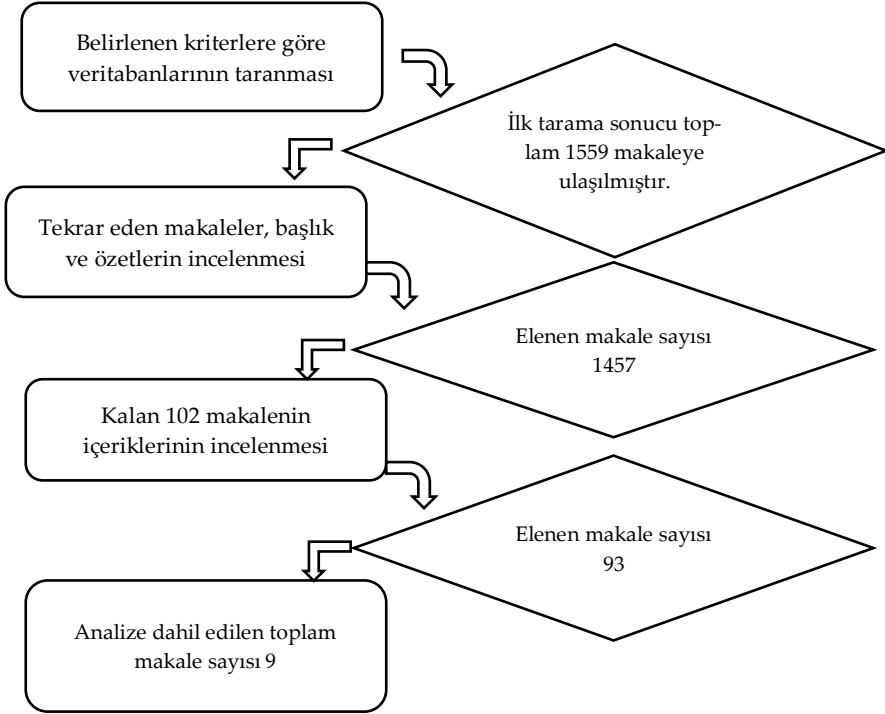 Belirlenen kriterlere göre
veritabanlarının taranması
İlk tarama sonucu top-
lam 1559 makaleye
ulaşılmıştır.
Tekrar eden makaleler, başlık
ve özetlerin incelenmesi
Elenen makale sayısı
1457
Kalan 102 makalenin
içeriklerinin incelenmesi
Elenen makale sayısı
93
Analize dahil edilen toplam
makale sayısı 9